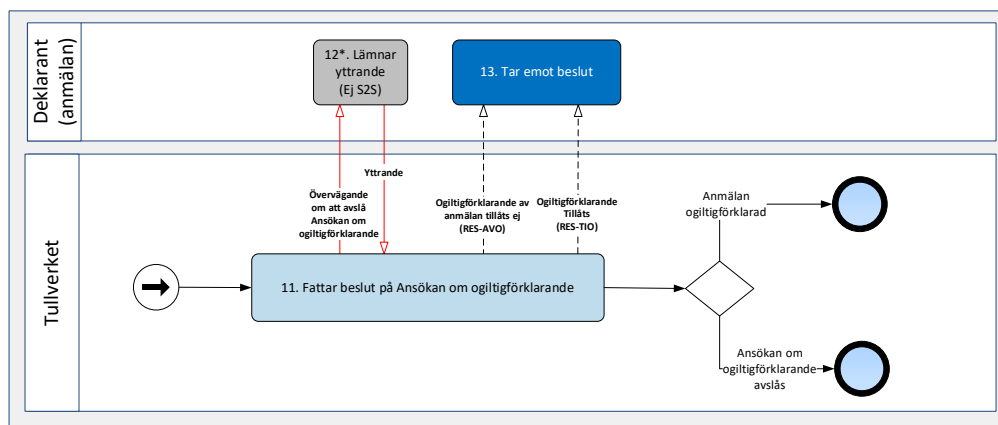 Deklarant
(anmälan)
12*. Lämnar
yttrande
(Ej S2S)
13. Tar emot beslut
Tullverket
Övervägande
om att avslå
Ansökan om
ogiltigförklarande
Yttrande
Ogiltigförklarande av
anmälan tillåts ej
(RES-AVO)
Ogiltigförklarande
Tillåts
(RES-TIO)
11. Fattar beslut på Ansökan om ogiltigförklarande
Anmälan
ogiltigförklarad
Ansökan om
ogiltigförklarande
avslås